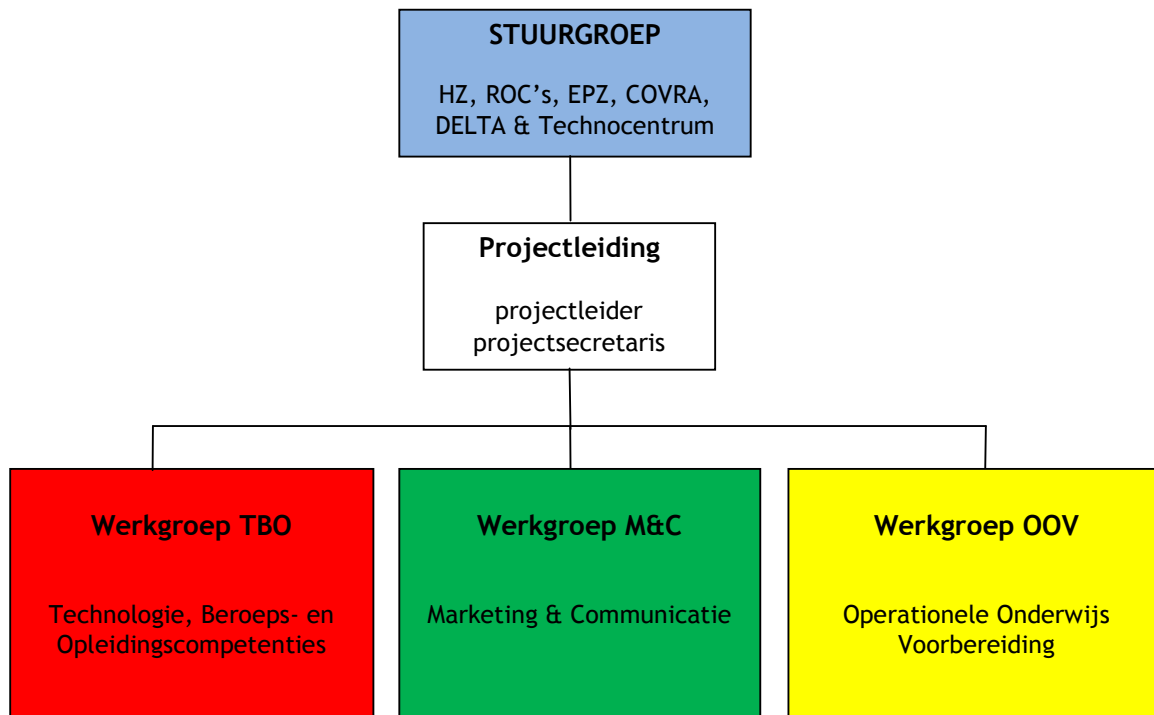 STUURGROEP
HZ, ROC’s, EPZ, COVRA,
DELTA & Technocentrum
Projectleiding
projectleider
projectsecretaris
Werkgroep TBO
Technologie, Beroeps- en
Opleidingscompetenties
Werkgroep M&C
Marketing & Communicatie
Werkgroep OOV
Operationele Onderwijs
Voorbereiding